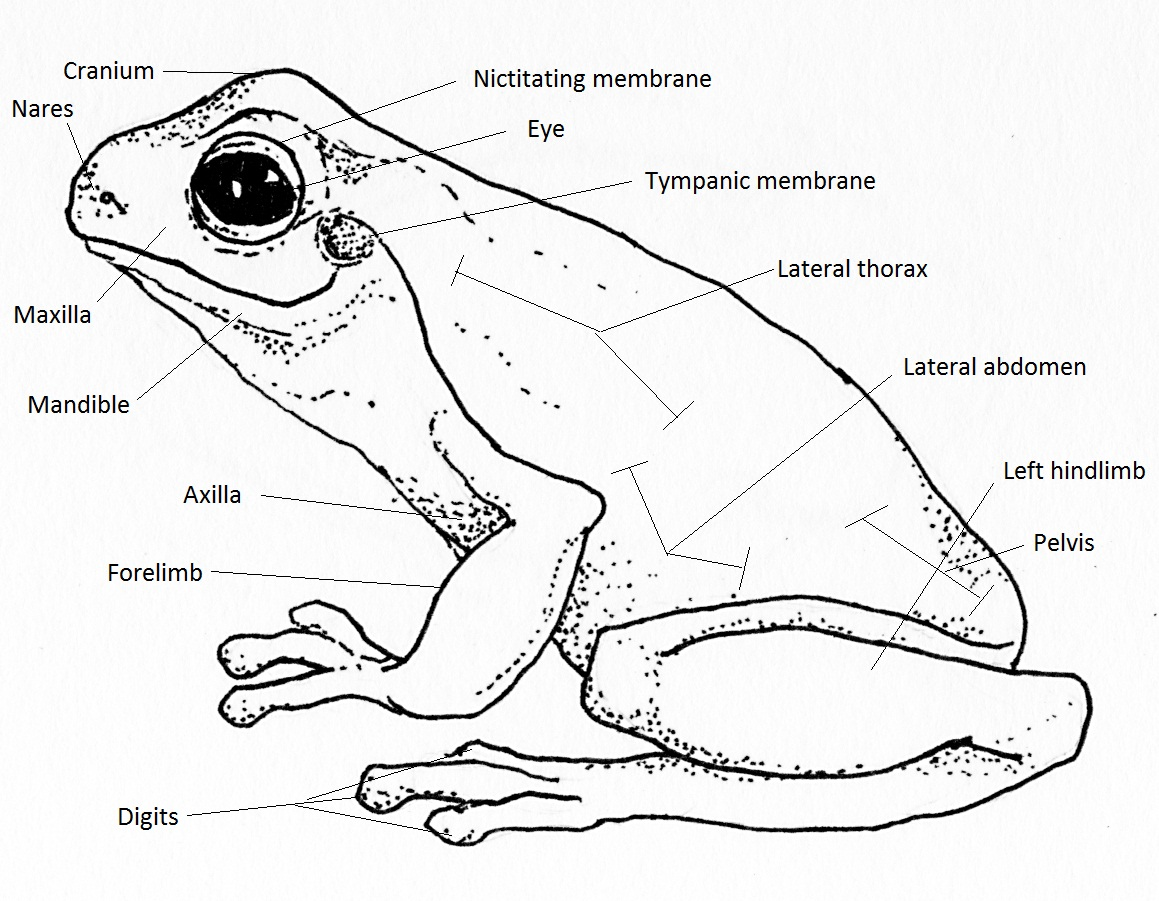 Cranium
Nictitating membrane
Nares
Eye
Tympanic membrane
Lateral thorax
Maxilla
Lateral abdomen
Mandible
Left hindlimb
Axilla
Pelvis
Forelimb
Digits